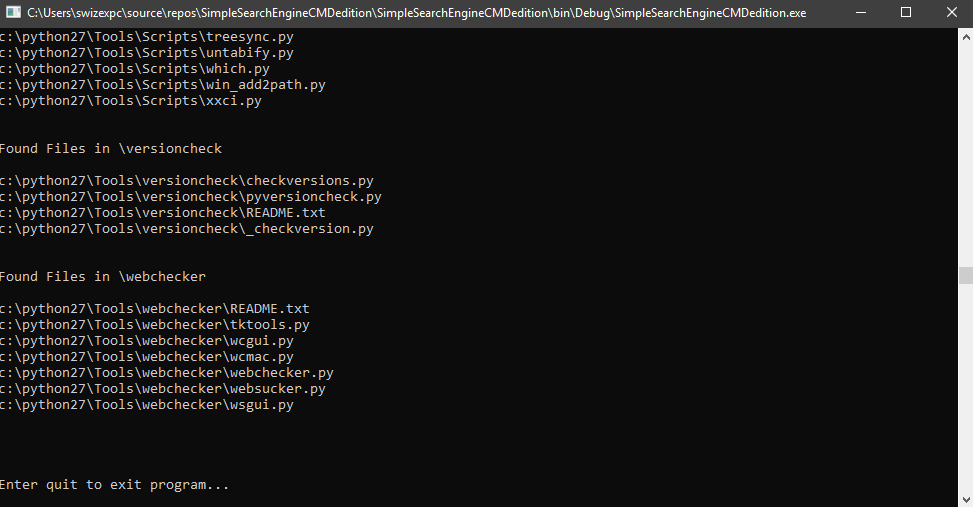 C:\Users\swizexpc\source\repos\SimpleSearchEngineCMDedition\SimpleSearchEngineCMDedition\bin\Debug\SimpleSearchEngineCMDedition.exe
c:\python27\Tools\Scripts\treesync.py
c:\python27\Tools\Scripts\untabify.py
c:\python27\Tools\Scripts\which.py
c:\python27\Tools\Scripts\win_add2path.py
c:\python27\Tools\Scripts\xxci.py
Found Files in \versioncheck
c:\python27\Tools\versioncheck\checkversions.py
c:\python27\Tools\versioncheck\pyversioncheck.py
c:\python27\Tools\versioncheck\README.txt
c:\python27\Tools\versioncheck\_checkversion.py
Found Files in \webchecker
c:\python27\Tools\webchecker\README.txt
c:\python27\Tools\webchecker\tktools.py
c:\python27\Tools\webchecker\wcgui.py
c:\python27\Tools\webchecker\wcmac.py
c:\python27\Tools\webchecker\webchecker.py
c:\python27\Tools\webchecker\websucker.py
c:\python27\Tools\webchecker\wsgui.py
Enter quit to exit program...